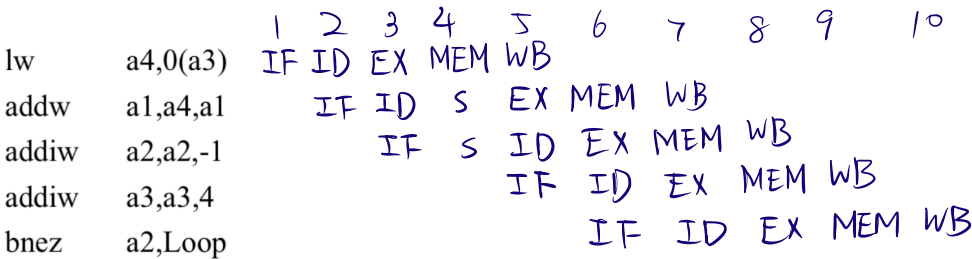 1 2 3 4 5 6 7 8 9 10
lw a4,0(a3) IF ID EX MEM WB
addw a1,a4,a1 IF ID S EX MEM WB
addiw a2,a2,-1 IF S ID EX MEM WB
addiw a3,a3,4 IF ID EX MEM WB
bnez a2,Loop IF ID EX MEM WB